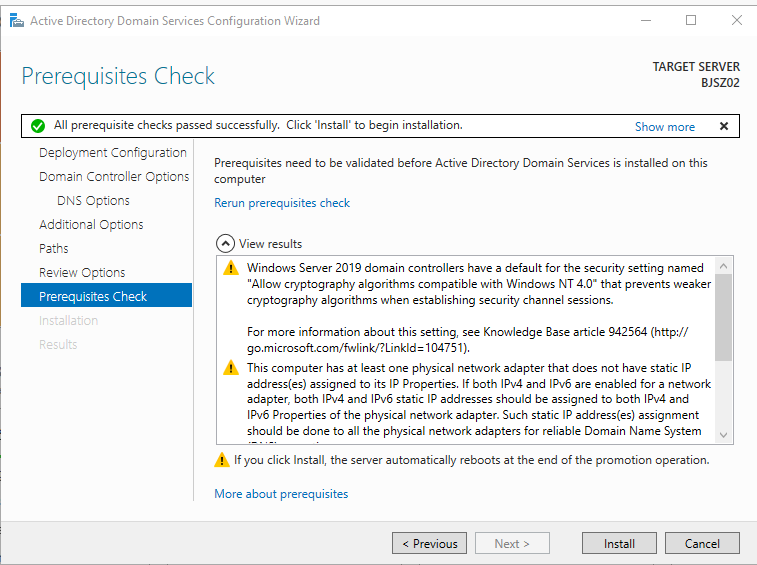 Active Directory Domain Services Configuration Wizard
Prerequisites Check
TARGET SERVER
BJSZ02
All prerequisite checks passed successfully. Click 'Install' to begin installation.
Show more
Deployment Configuration
Domain Controller Options
DNS Options
Additional Options
Paths
Review Options
Prerequisites Check
Installation
Results
Prerequisites need to be validated before Active Directory Domain Services is installed on this
computer
Rerun prerequisites check
View results
Windows Server 2019 domain controllers have a default for the security setting named
"Allow cryptography algorithms compatible with Windows NT 4.0" that prevents weaker
cryptography algorithms when establishing security channel sessions.
For more information about this setting, see Knowledge Base article 942564 (http://
go.microsoft.com/fwlink/?LinkId=104751).
This computer has at least one physical network adapter that does not have static IP
address(es) assigned to its IP Properties. If both IPv4 and IPv6 are enabled for a network
adapter, both IPv4 and IPv6 static IP addresses should be assigned to both IPv4 and
IPv6 Properties of the physical network adapter. Such static IP address(es) assignment
should be done to all the physical network adapters for reliable Domain Name System
If you click Install, the server automatically reboots at the end of the promotion operation.
More about prerequisites
< Previous
Next >
Install
Cancel